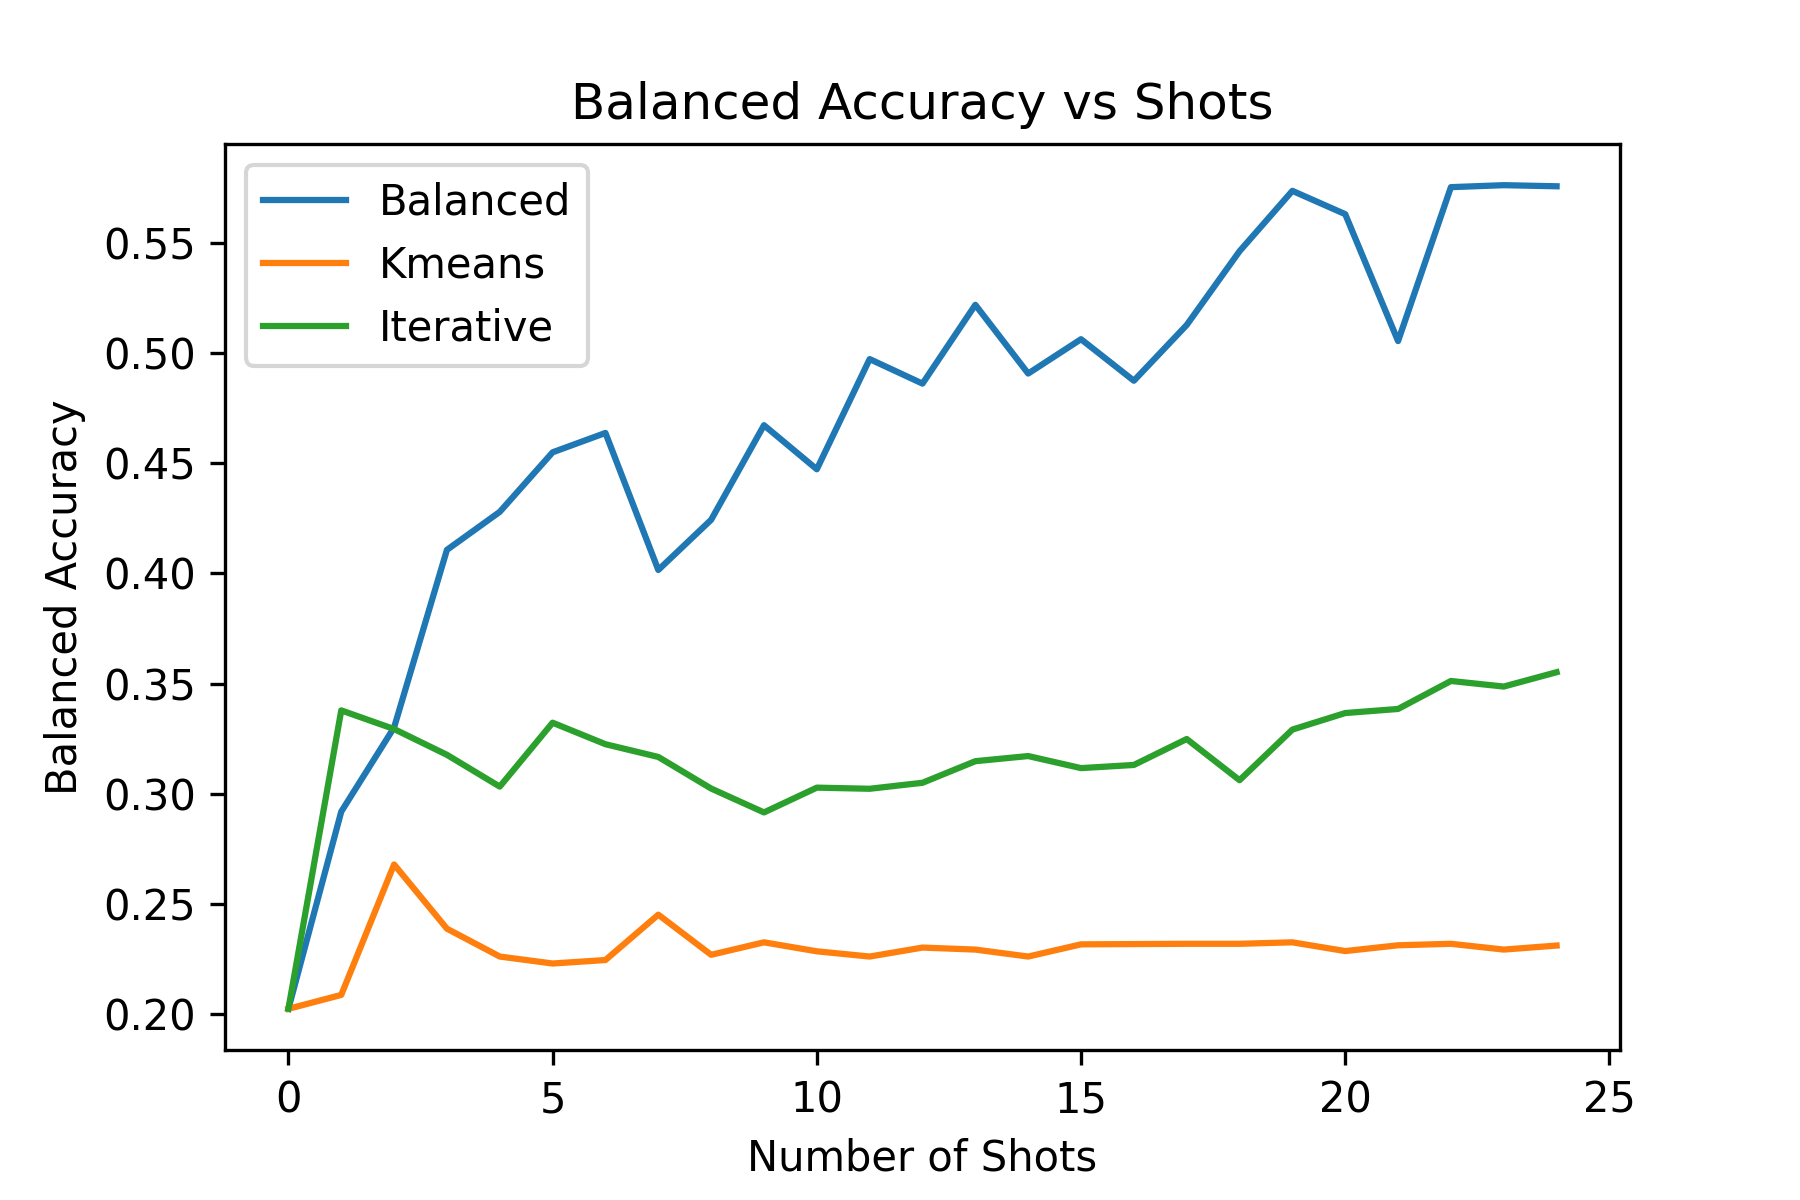 Balanced Accuracy vs Shots
Balanced
Kmeans
Iterative
Balanced Accuracy
0.55
0.50
0.45
0.40
0.35
0.30
0.25
0.20
0 5 10 15 20 25
Number of Shots